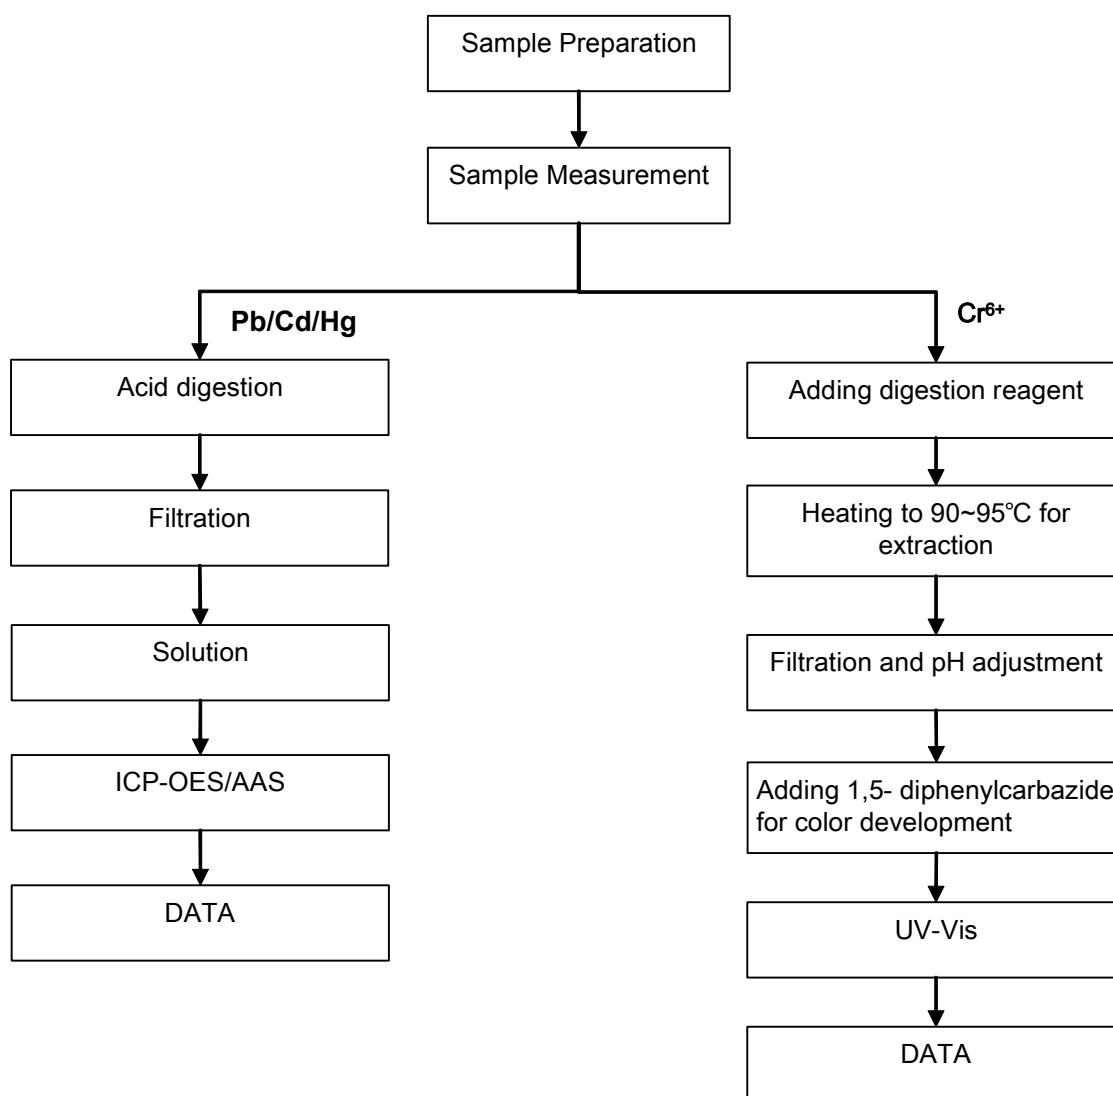 Sample Preparation
Sample Measurement
Pb/Cd/Hg
Acid digestion
Filtration
Solution
ICP-OES/AAS
DATA
Cr⁶⁺
Adding digestion reagent
Heating to 90~95℃ for
extraction
Filtration and pH adjustment
Adding 1,5- diphenylcarbazide
for color development
UV-Vis
DATA